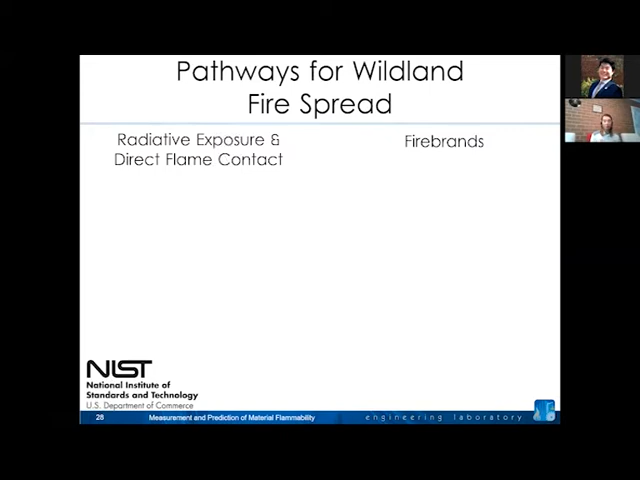 Pathways for Wildland
Fire Spread
Radiative Exposure &
Direct Flame Contact
Firebrands
NIST
National Institute of
Standards and Technology
U.S. Department of Commerce
28
Measurement and Prediction of Material Flammability
engineering laboratory